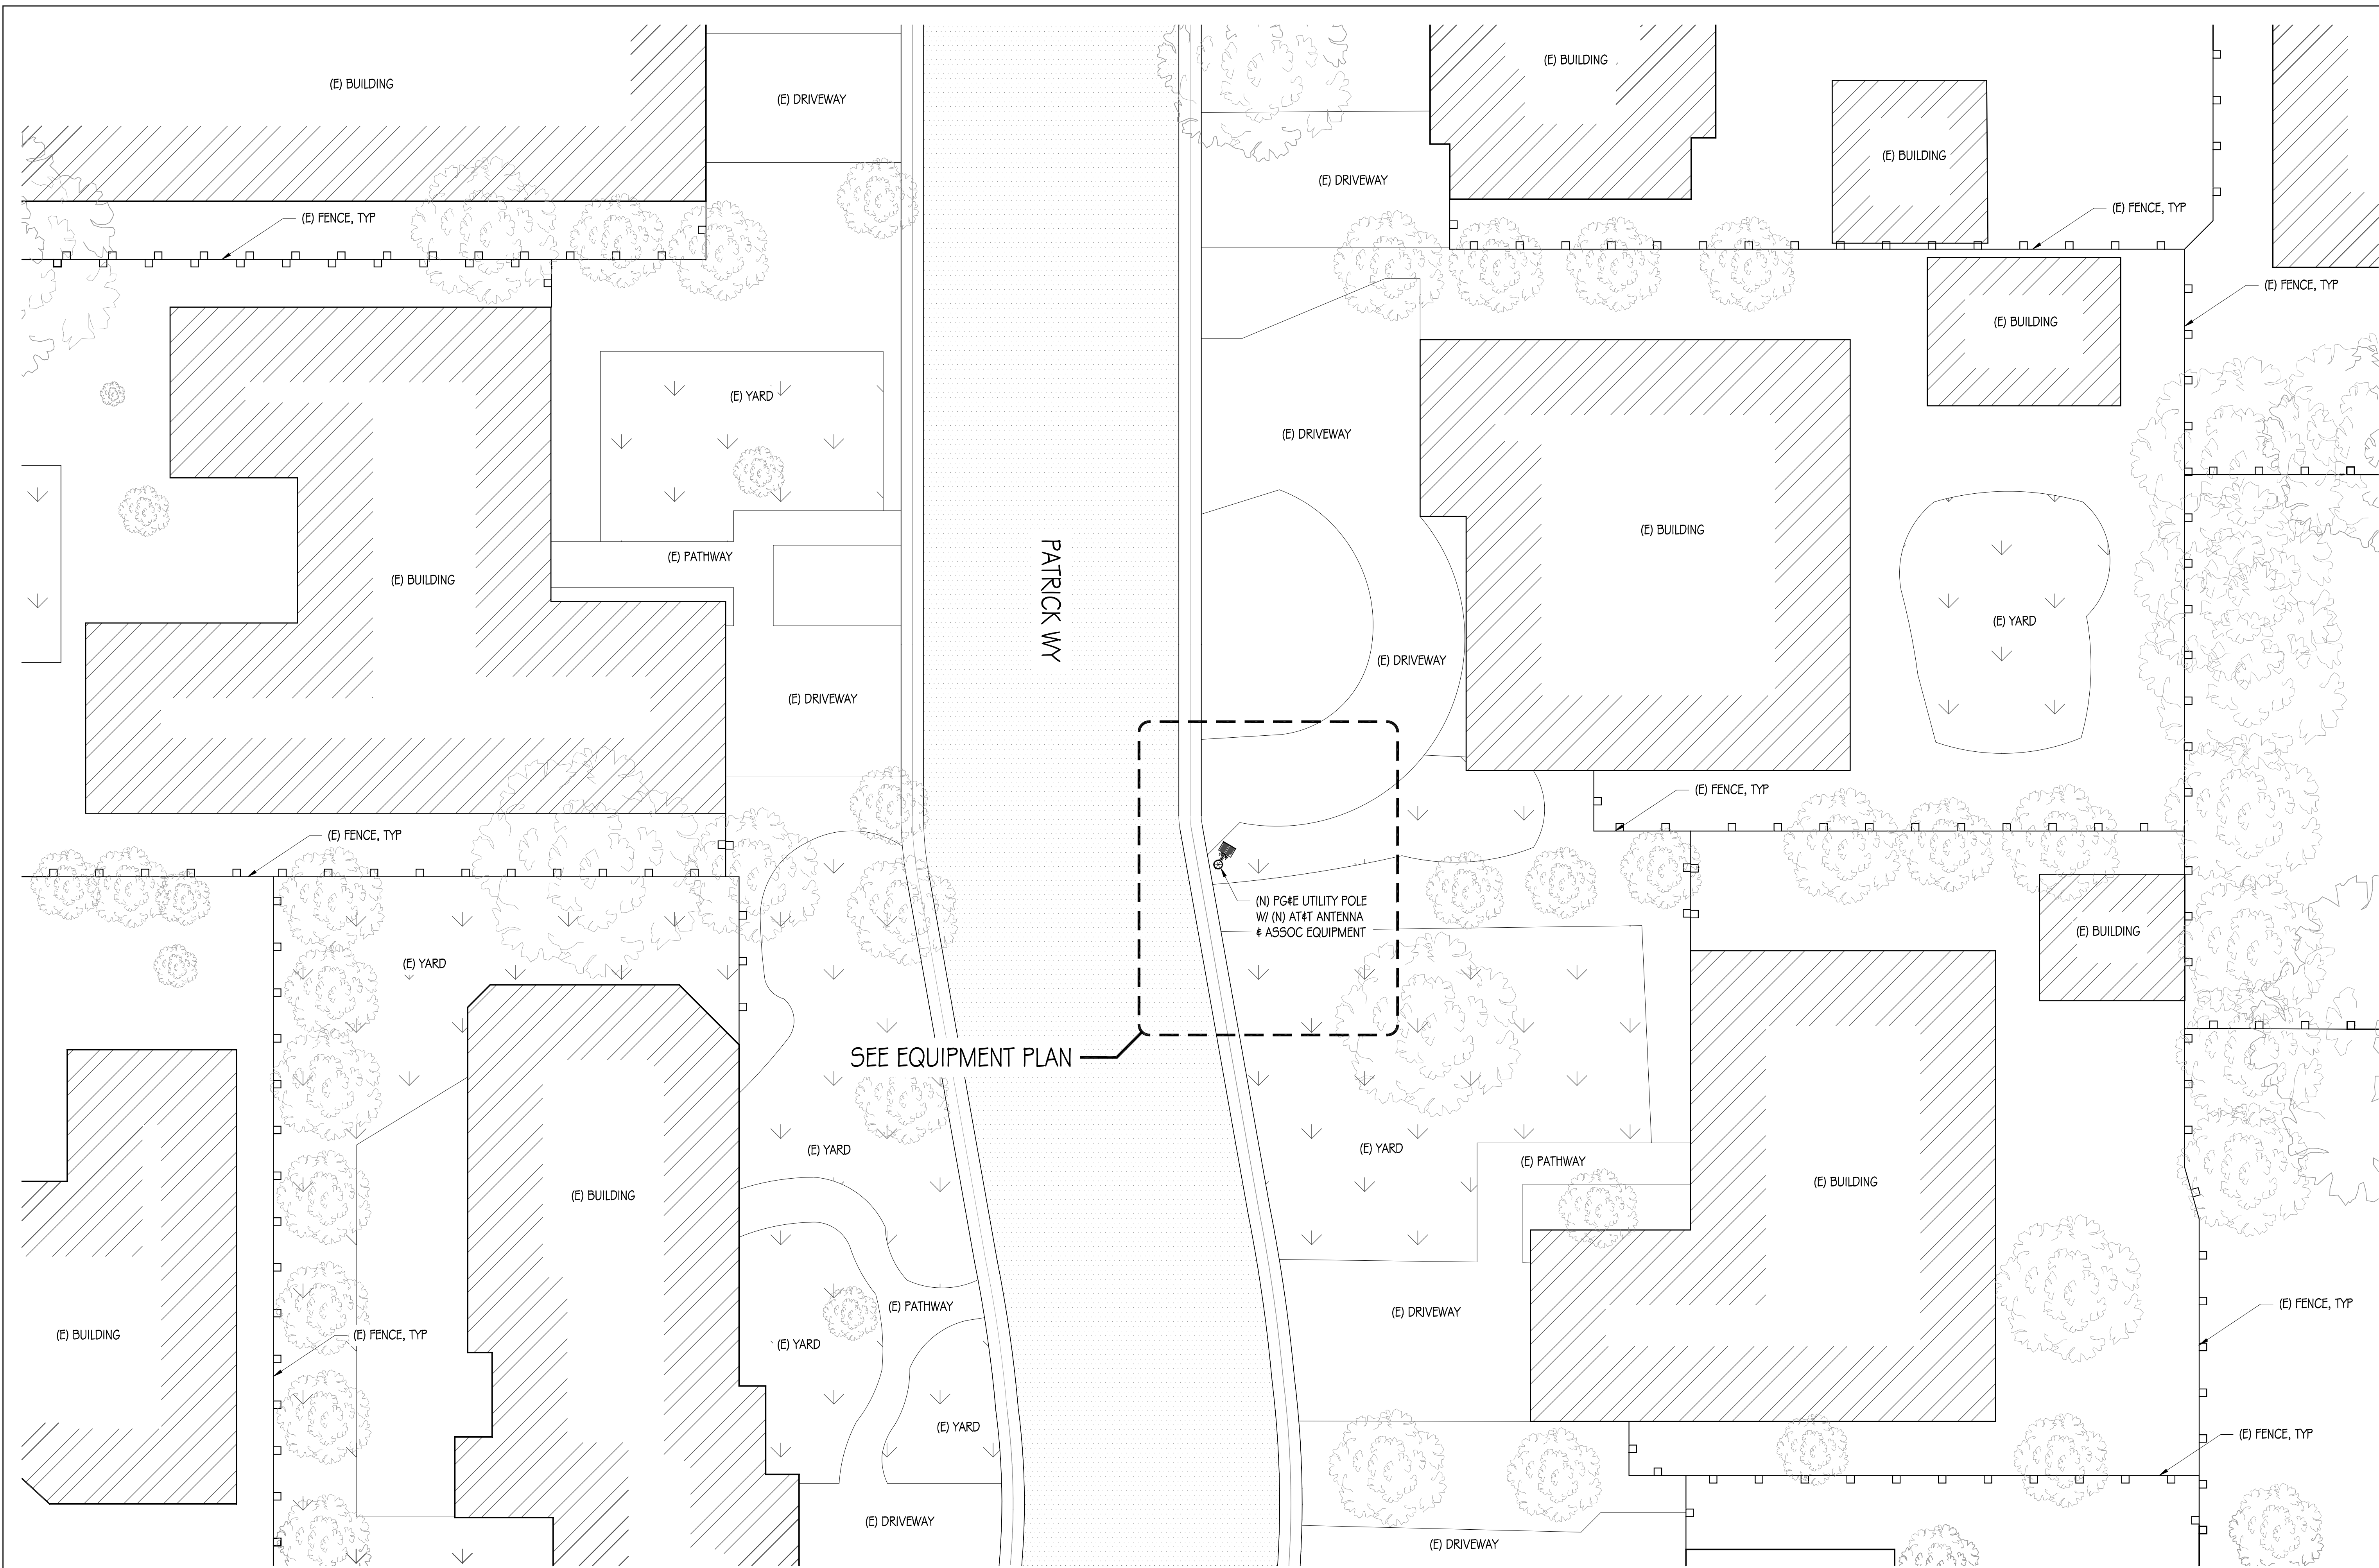 (E) BUILDING
(E) DRIVEWAY
(E) BUILDING
(E) BUILDING
(E) DRIVEWAY
(E) FENCE, TYP
(E) FENCE, TYP
(E) FENCE, TYP
(E) BUILDING
(E) YARD
(E) DRIVEWAY
(E) BUILDING
(E) PATHWAY
(E) BUILDING
PATRICK WY
(E) YARD
(E) DRIVEWAY
(E) DRIVEWAY
(E) FENCE, TYP
(E) FENCE, TYP
(N) PG&E UTILITY POLE
W/ (N) AT&T ANTENNA
& ASSOC EQUIPMENT
(E) BUILDING
(E) YARD
SEE EQUIPMENT PLAN
(E) YARD
(E) YARD
(E) PATHWAY
(E) BUILDING
(E) BUILDING
(E) PATHWAY
(E) DRIVEWAY
(E) FENCE, TYP
(E) BUILDING
(E) FENCE, TYP
(E) YARD
(E) YARD
(E) FENCE, TYP
(E) DRIVEWAY
(E) DRIVEWAY